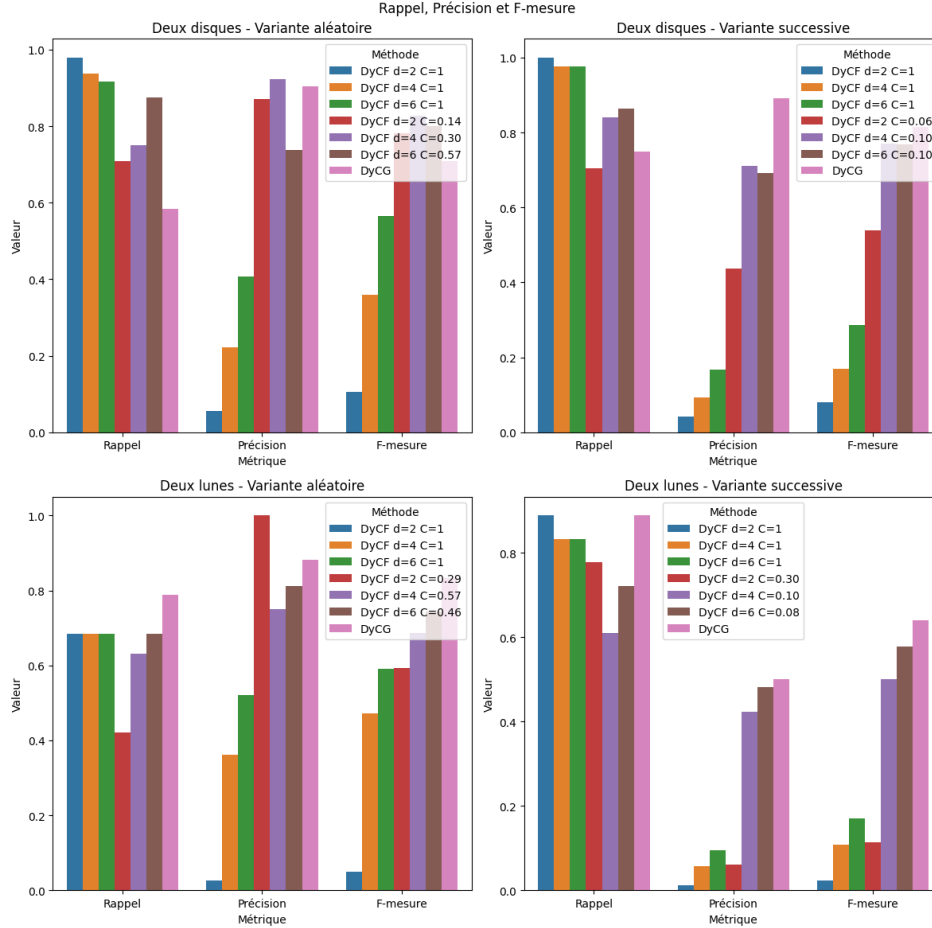 Rappel, Précision et F-mesure
Deux disques - Variante aléatoire
Valeur
1.0
0.8
0.6
0.4
0.2
0.0
Méthode
DyCF d=2 C=1
DyCF d=4 C=1
DyCF d=6 C=1
DyCF d=2 C=0.14
DyCF d=4 C=0.30
DyCF d=6 C=0.57
DyCG
Rappel
Précision
F-mesure
Métrique
Deux disques - Variante successive
Valeur
1.0
0.8
0.6
0.4
0.2
0.0
Méthode
DyCF d=2 C=1
DyCF d=4 C=1
DyCF d=6 C=1
DyCF d=2 C=0.06
DyCF d=4 C=0.10
DyCF d=6 C=0.10
DyCG
Rappel
Précision
F-mesure
Métrique
Deux lunes - Variante aléatoire
Valeur
1.0
0.8
0.6
0.4
0.2
0.0
Méthode
DyCF d=2 C=1
DyCF d=4 C=1
DyCF d=6 C=1
DyCF d=2 C=0.29
DyCF d=4 C=0.57
DyCF d=6 C=0.46
DyCG
Rappel
Précision
F-mesure
Métrique
Deux lunes - Variante successive
Valeur
0.8
0.6
0.4
0.2
0.0
Méthode
DyCF d=2 C=1
DyCF d=4 C=1
DyCF d=6 C=1
DyCF d=2 C=0.30
DyCF d=4 C=0.10
DyCF d=6 C=0.08
DyCG
Rappel
Précision
F-mesure
Métrique